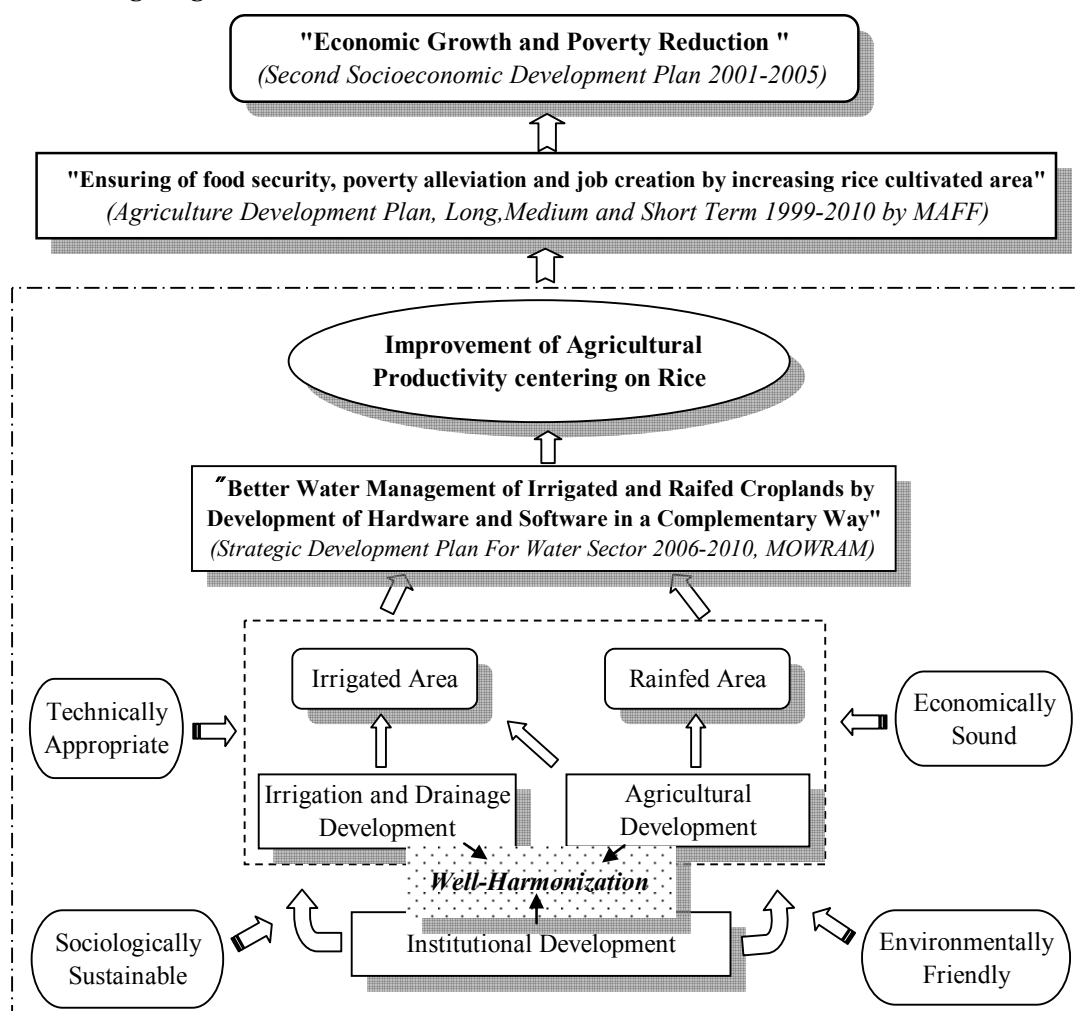 "Economic Growth and Poverty Reduction "
(Second Socioeconomic Development Plan 2001-2005)
"Ensuring of food security, poverty alleviation and job creation by increasing rice cultivated area"
(Agriculture Development Plan, Long,Medium and Short Term 1999-2010 by MAFF)
Improvement of Agricultural
Productivity centering on Rice
"Better Water Management of Irrigated and Raifed Croplands by
Development of Hardware and Software in a Complementary Way"
(Strategic Development Plan For Water Sector 2006-2010, MOWRAM)
Irrigated Area
Rainfed Area
Technically
Appropriate
Economically
Sound
Irrigation and Drainage
Development
Agricultural
Development
Well-Harmonization
Institutional Development
Sociologically
Sustainable
Environmentally
Friendly